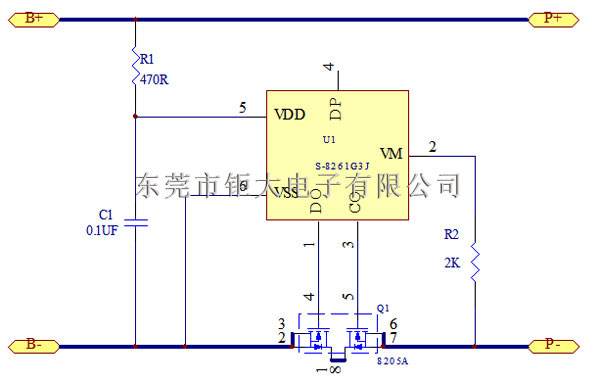 B+
P+
R1
470R
4
5
VDD
DP
U1
S-8261G3J
VM
2
东莞市钜大电子有限公司
6
VSS
DO
CO
C1
0.1UF
1
3
R2
2K
4
5
Q1
3
2
6
7
B-
P-
1
8
8205A